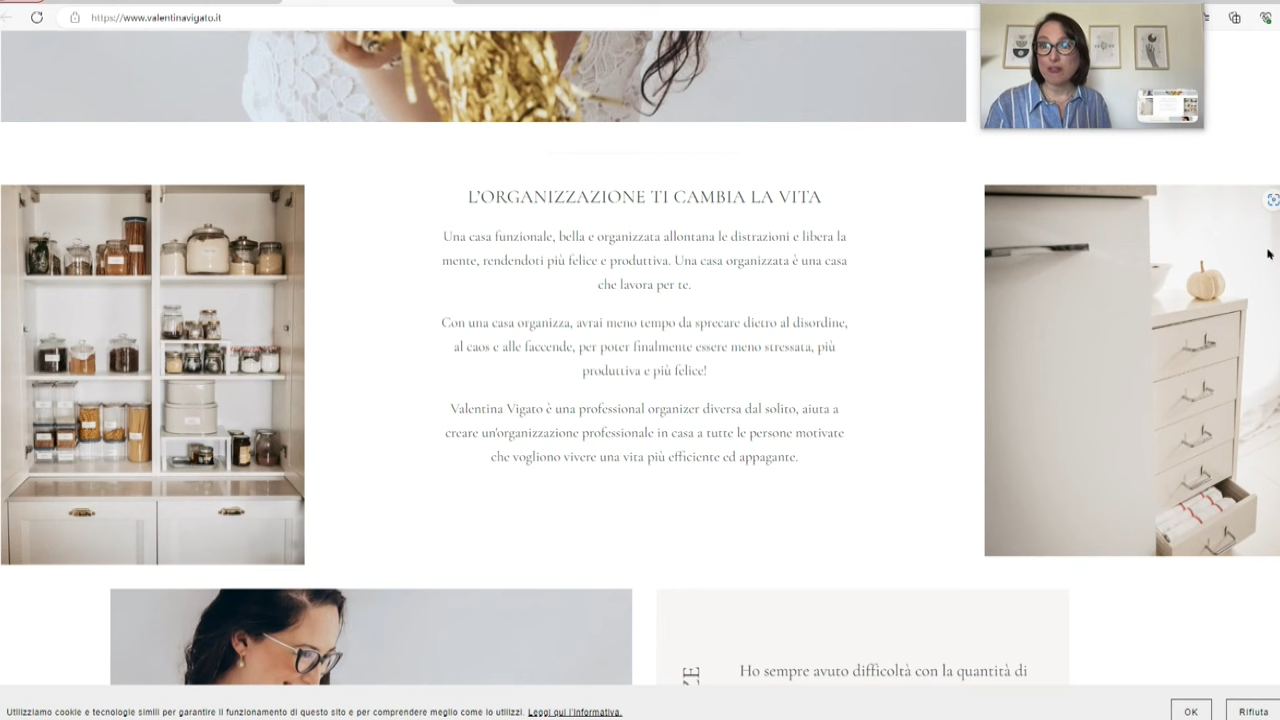 https://www.valentinavigato.it
L'ORGANIZZAZIONE TI CAMBIA LA VITA
Una casa funzionale, bella e organizzata allontana le distrazioni e libera la
mente, rendendoti più felice e produttiva. Una casa organizzata è una casa
che lavora per te.
Con una casa organizza, avrai meno tempo da sprecare dietro al disordine,
al caos e alle faccende, per poter finalmente essere meno stressata, più
produttiva e più felice!
Valentina Vigato è una professional organizer diversa dal solito, aiuta a
creare un'organizzazione professionale in casa a tutte le persone motivate
che vogliono vivere una vita più efficiente ed appagante.
ZE
Ho sempre avuto difficoltà con la quantità di
Utilizziamo cookie e tecnologie simili per garantire il funzionamento di questo sito e per comprendere meglio come lo utilizzi. Leggi qui l'informativa.
OK
Rifiuta